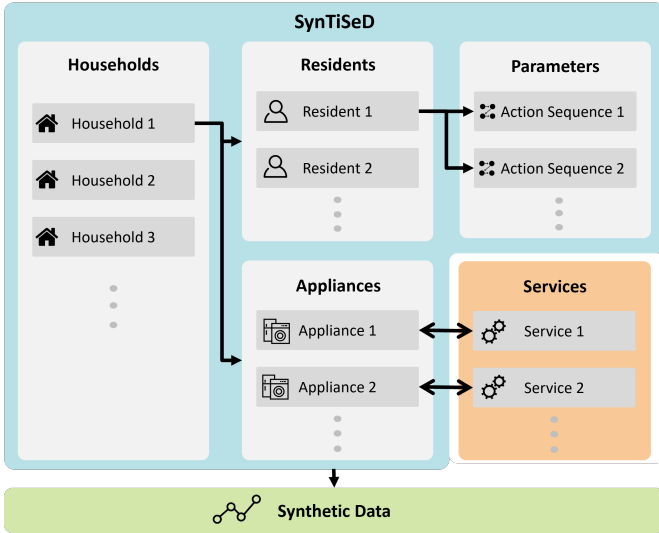 SynTiSeD
Households
Household 1
Household 2
Household 3
Residents
Resident 1
Resident 2
Parameters
Action Sequence 1
Action Sequence 2
Appliances
Appliance 1
Appliance 2
Services
Service 1
Service 2
Synthetic Data